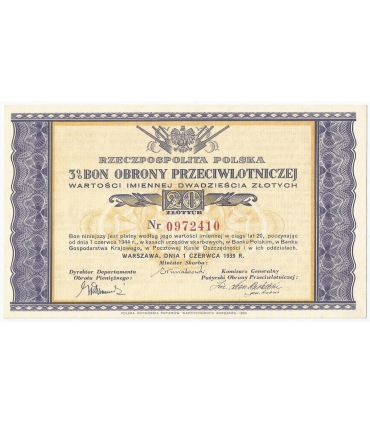 RZECZPOSPOLITA POLSKA
3% BON OBRONY PRZECIWLOTNICZEJ
WARTOŚCI IMIENNEJ DWADZIEŚCIA ZŁOTYCH
20
ZŁOTYCH
Nr 0972410
Bon niniejszy jest płatny według jego wartości imiennej w ciągu lat 20, począwszy
od dnia 1 czerwca 1944 r., w kasach urzędów skarbowych, w Banku Polskim, w Banku
Gospodarstwa Krajowego, w Pocztowej Kasie Oszczędności i w ich oddziałach.
WARSZAWA, DNIA 1 CZERWCA 1939 R.
Minister Skarbu:
Dyrektor Departamentu
Obrotu Pieniężnego:
Komisarz Generalny
Pożyczki Obrony Przeciwlotniczej: